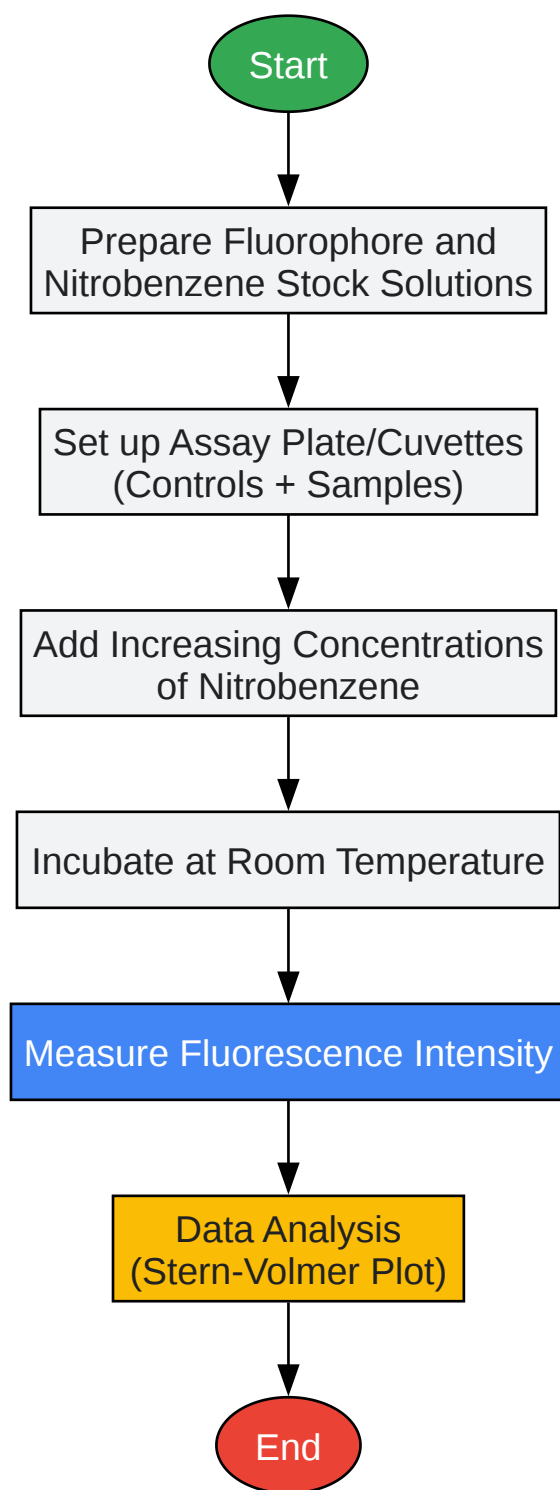 Start
Prepare Fluorophore and
Nitrobenzene Stock Solutions
Set up Assay Plate/Cuvettes
(Controls + Samples)
Add Increasing Concentrations
of Nitrobenzene
Incubate at Room Temperature
Measure Fluorescence Intensity
Data Analysis
(Stern-Volmer Plot)
End